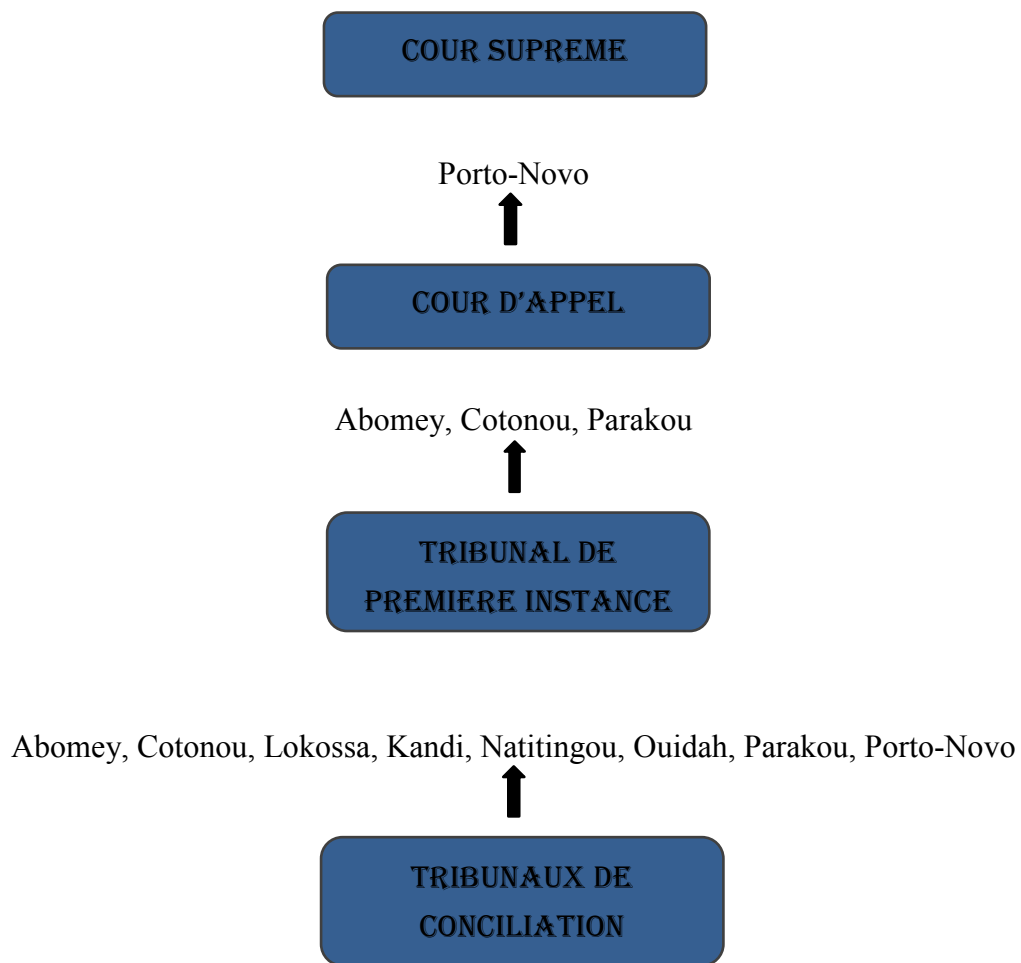 COUR SUPREME
Porto-Novo
COUR D'APPEL
Abomey, Cotonou, Parakou
TRIBUNAL DE
PREMIERE INSTANCE
Abomey, Cotonou, Lokossa, Kandi, Natitingou, Ouidah, Parakou, Porto-Novo
TRIBUNAUX DE
CONCILIATION